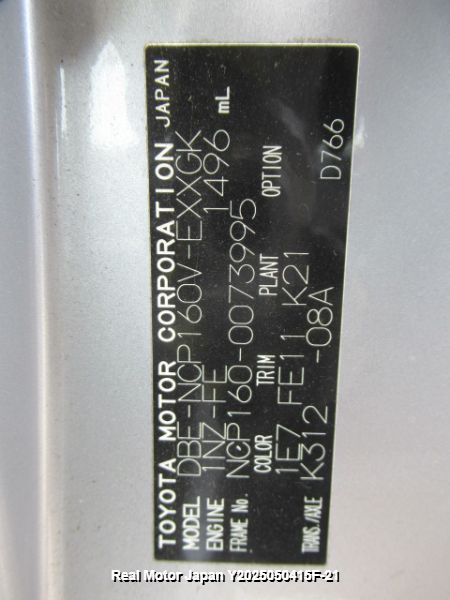 TOYOTA MOTOR CORPORATION JAPAN
MODEL DBE-NCP160V-EXXGK
ENGINE 1NZ-FE 1496 mL
FRAME No. NCP160-0073995
COLOR TRIM PLANT OPTION
1E7 FE11 K21
TRANS./AXLE K312 -08A
D766
Real Motor Japan Y2025050415F-21